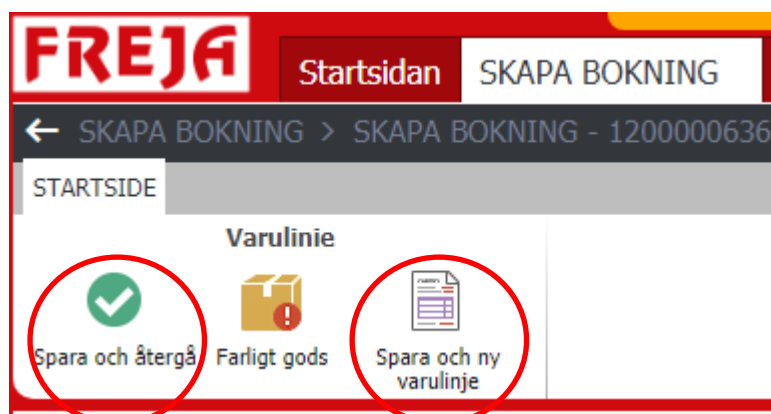 FREJA
Startsidan SKAPA BOKNING
← SKAPA BOKNING > SKAPA BOKNING - 1200000636
STARTSIDE
Varulinie
Spara och återgå Farligt gods Spara och ny
varulinje